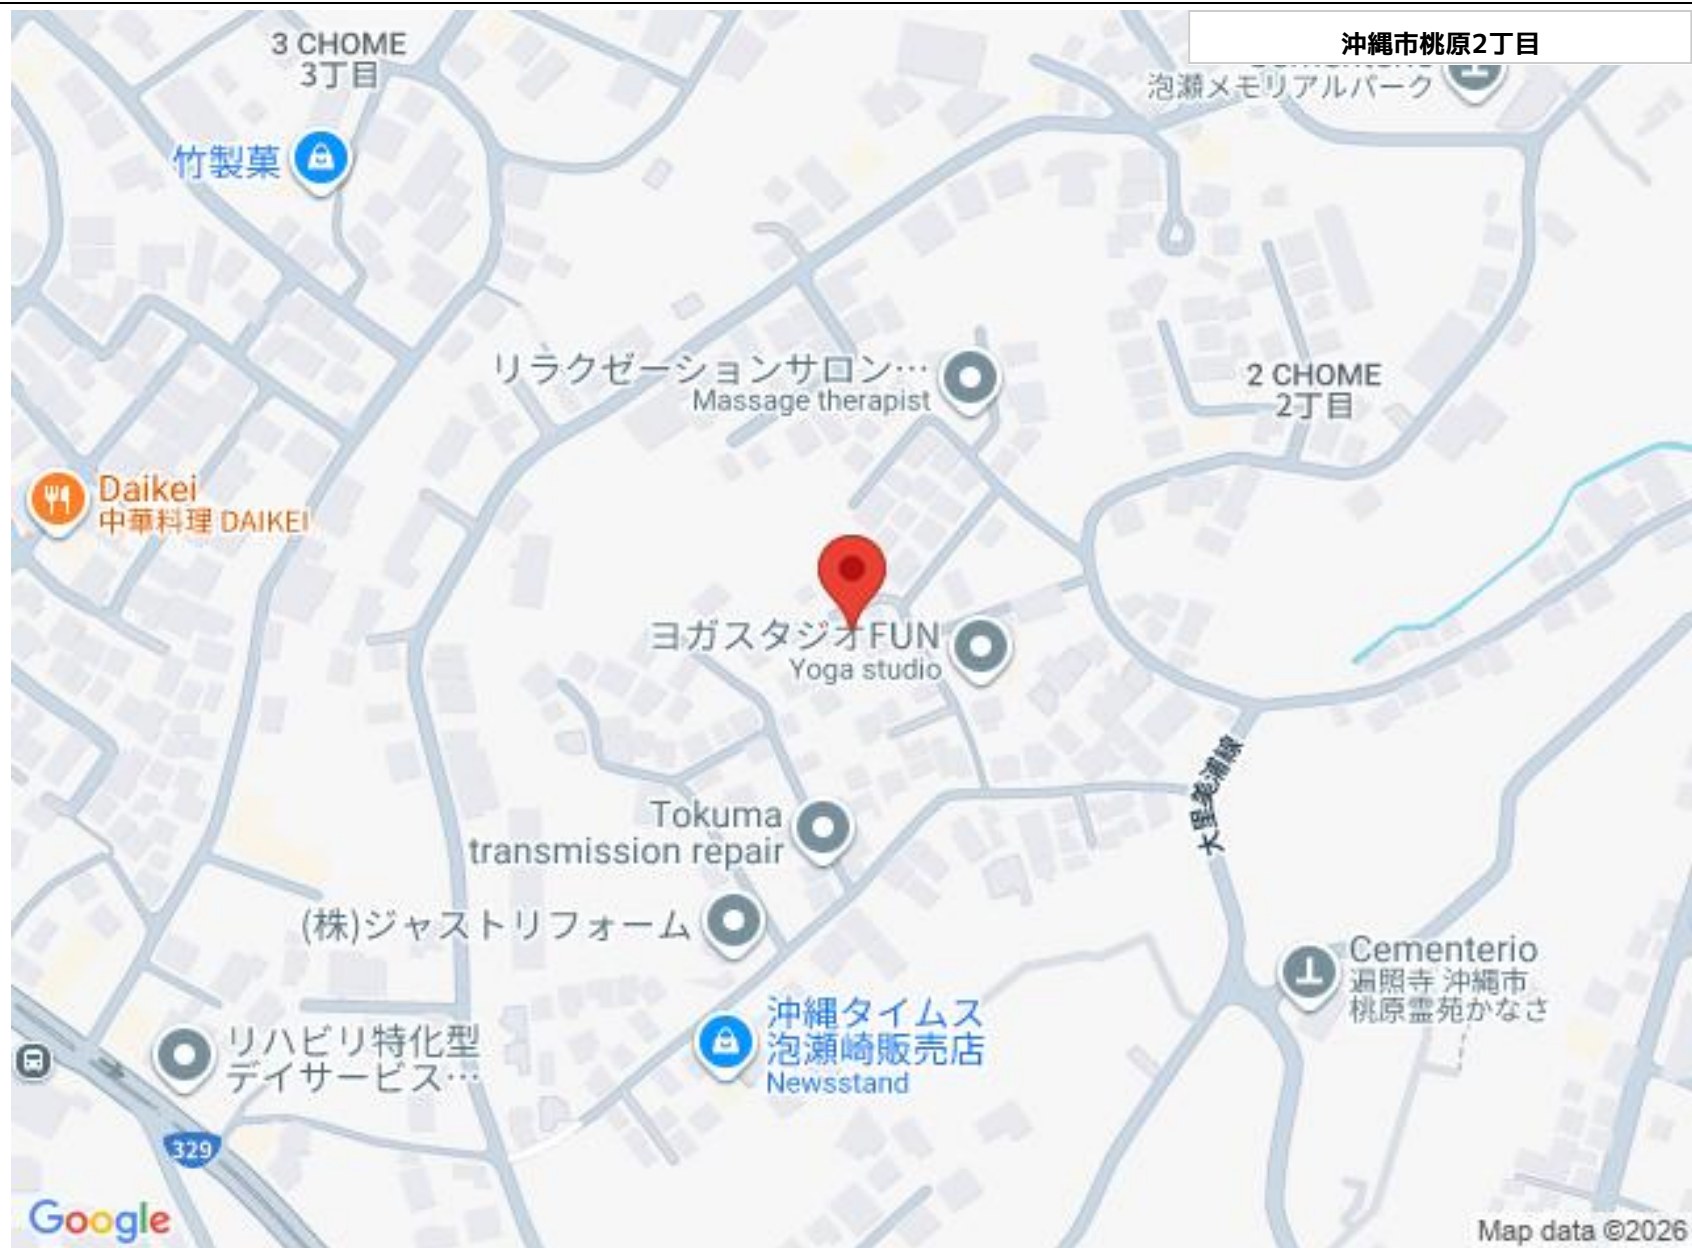 沖縄市桃原2丁目
3 CHOME
3丁目
泡瀬メモリアルパーク
竹製菓
リラクゼーションサロン…
Massage therapist
2 CHOME
2丁目
Daikei
中華料理 DAIKEI
ヨガスタジオFUN
Yoga studio
大里美浦線
Tokuma
transmission repair
(株)ジャストリフォーム
Cementerio
遍照寺 沖縄市
桃原霊苑かなさ
沖縄タイムス
泡瀬崎販売店
Newsstand
リハビリ特化型
デイサービス…
329
Google
Map data ©2026